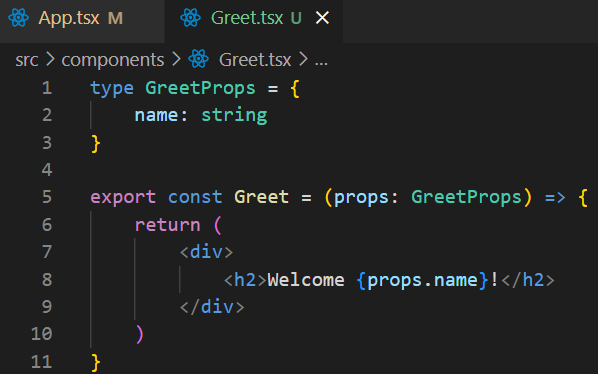 App.tsx M Greet.tsx U ×
src > components > Greet.tsx > ...
1 type GreetProps = {
2     name: string
3 }
4
5 export const Greet = (props: GreetProps) => {
6     return (
7         <div>
8             <h2>Welcome {props.name}!</h2>
9         </div>
10     )
11 }